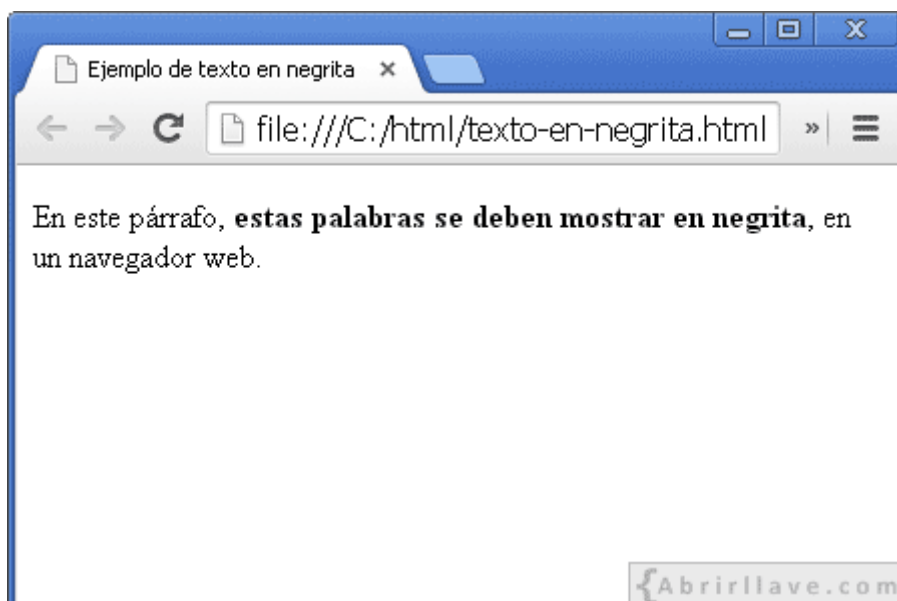 Ejemplo de texto en negrita
file:///C:/html/texto-en-negrita.html
En este párrafo, estas palabras se deben mostrar en negrita, en
un navegador web.
{Abrirllave.com